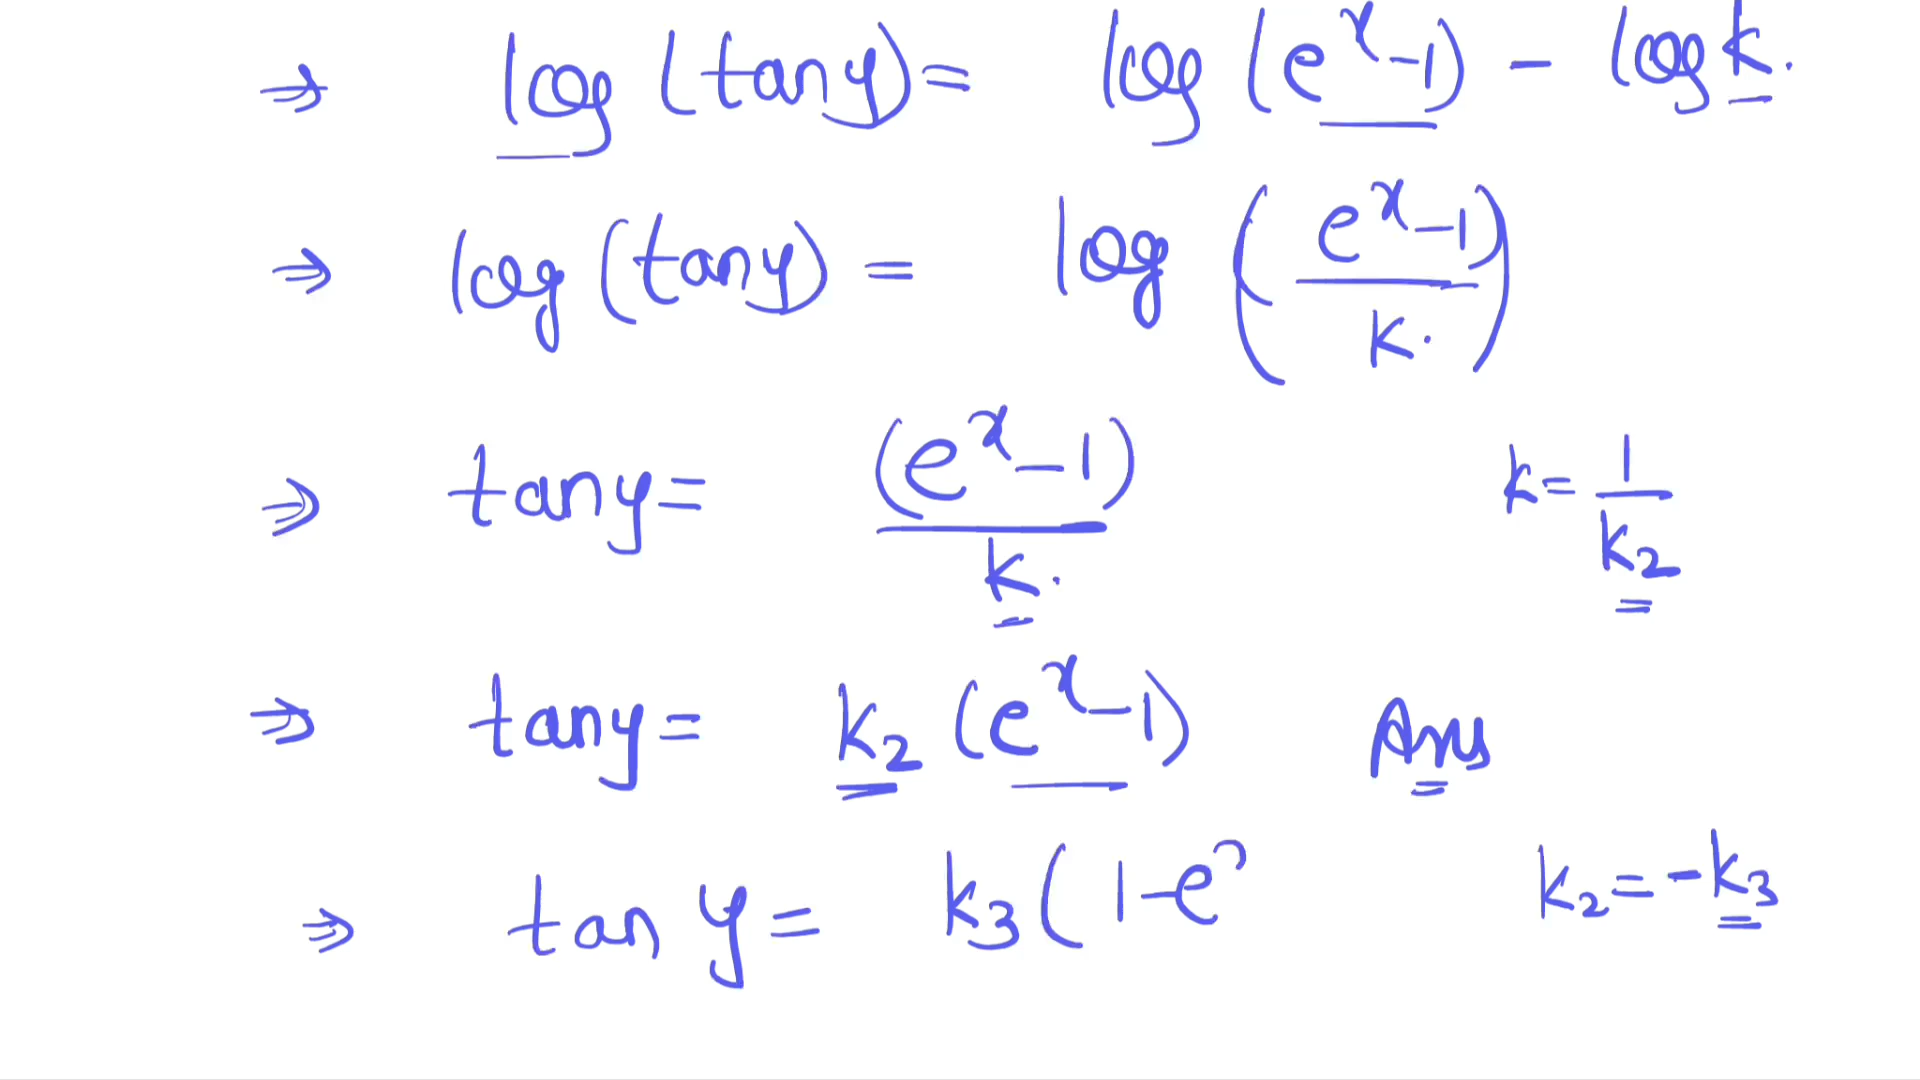 ⇒ log (tany) = log (e^x-1) - log k.
⇒ log (tany) = log ( (e^x-1) / k. )
⇒ tany = (e^x-1) / k. k = 1 / k₂
⇒ tany = k₂ (e^x-1) Ans
⇒ tan y = k₃ ( 1-e k₂ = -k₃